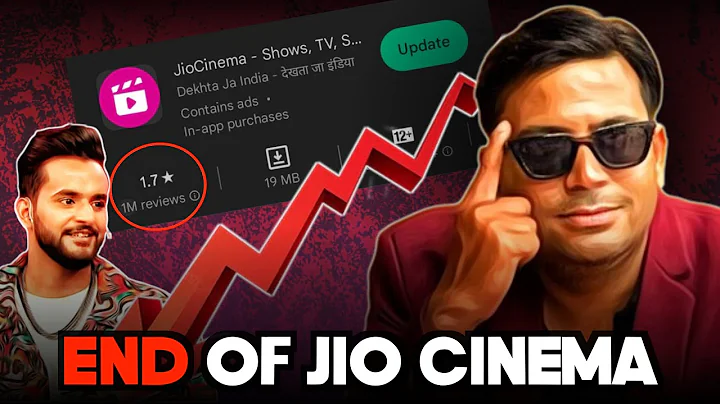 JioCinema - Shows, TV, S...
Update
Dekhta Ja India - देखता जा इंडिया
Contains ads •
In-app purchases
1.7 ★
1M reviews ⓘ
19 MB
12+
END OF JIO CINEMA